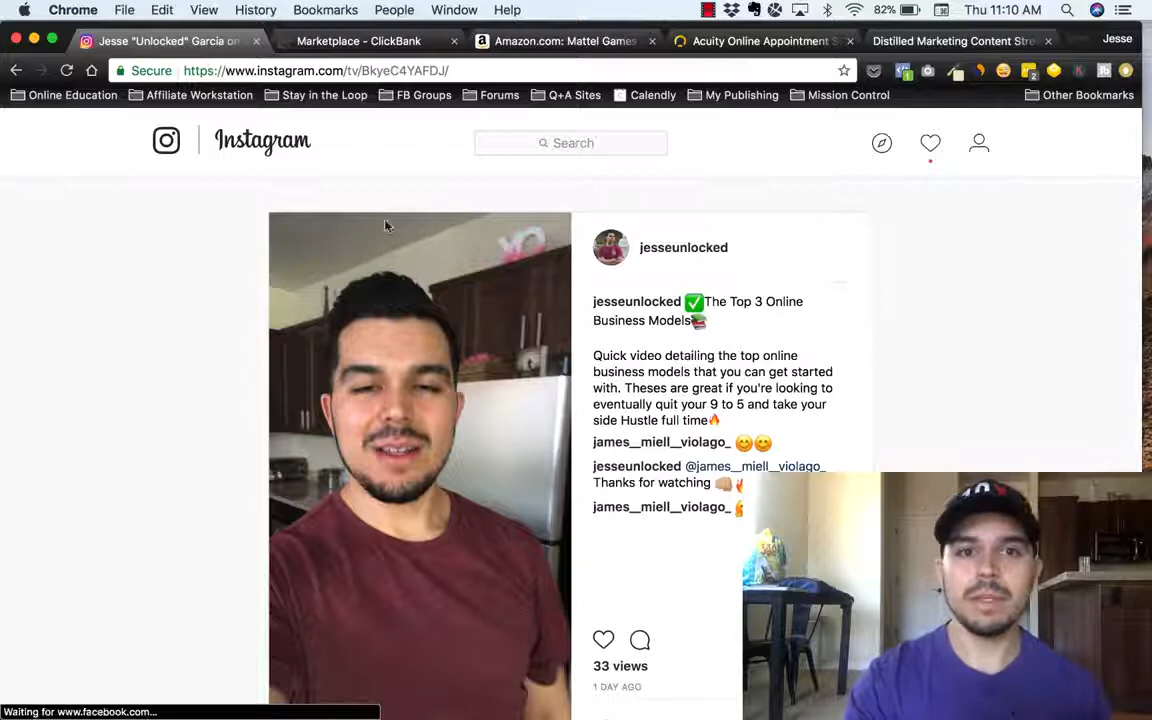 Chrome File Edit View History Bookmarks People Window Help 82% Thu 11:10 AM
Jesse "Unlocked" Garcia on Marketplace - ClickBank Amazon.com: Mattel Games Acuity Online Appointment S Distilled Marketing Content Stre Jesse
Secure https://www.instagram.com/tv/BkyeC4YAFDJ/
Online Education Affiliate Workstation Stay in the Loop FB Groups Forums Q+A Sites Calendly My Publishing Mission Control Other Bookmarks
Instagram Search
jesseunlocked
jesseunlocked ✅The Top 3 Online
Business Models📚
Quick video detailing the top online
business models that you can get started
with. Theses are great if you're looking to
eventually quit your 9 to 5 and take your
side Hustle full time🔥
james__miell__violago_ 😊😊
jesseunlocked @james__miell__violago_
Thanks for watching 👊🏼
james__miell__violago_
33 views
1 DAY AGO
Waiting for www.facebook.com...